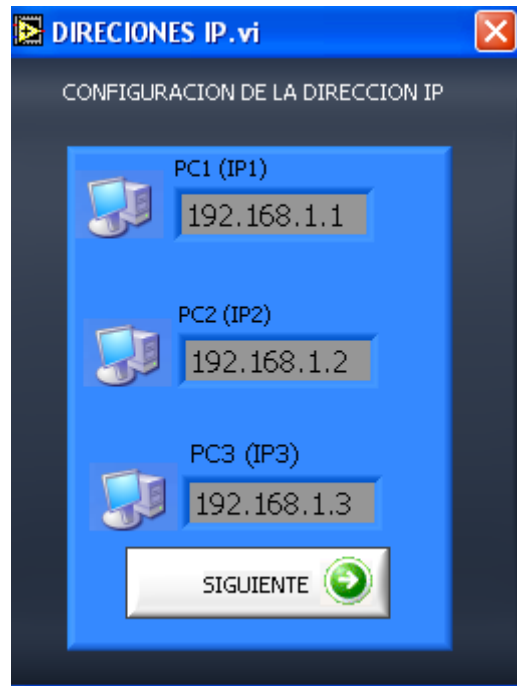 DIRECIONES IP.vi
CONFIGURACION DE LA DIRECCION IP
PC1 (IP1)
192.168.1.1
PC2 (IP2)
192.168.1.2
PC3 (IP3)
192.168.1.3
SIGUIENTE